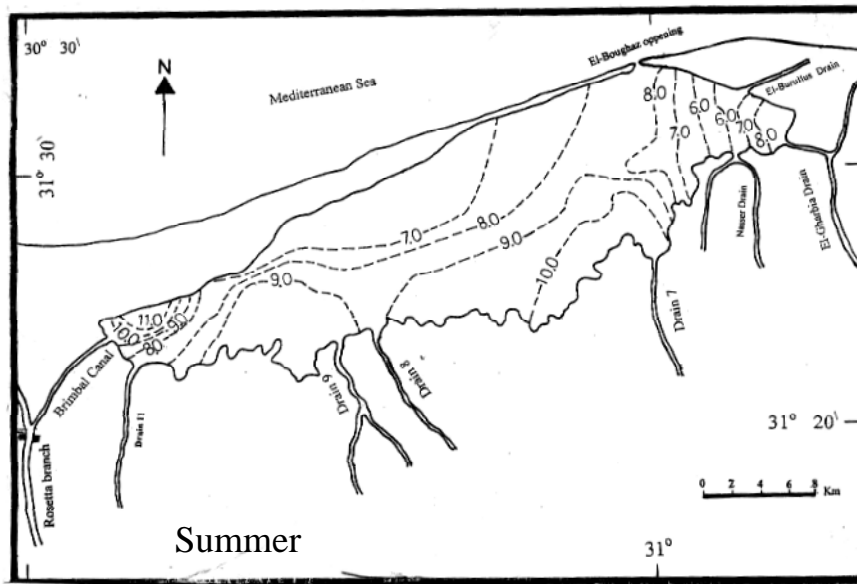 30° 30\
El-Boughaz oppening
N
Mediterranean Sea
El-Burullus Drain
8.0
6.0
6.0
7.0
7.0
8.0
31° 30
Nasser Drain
El-Gharbia Drain
7.0
8.0
9.0
10.0
9.0
11.0
10.0
9.0
8.0
Drain 7
Brimbal Canal
Drain 11
Drain 9
Drain 8
31° 20\
Rosetta branch
0 2 4 6 8
Km
Summer
31°